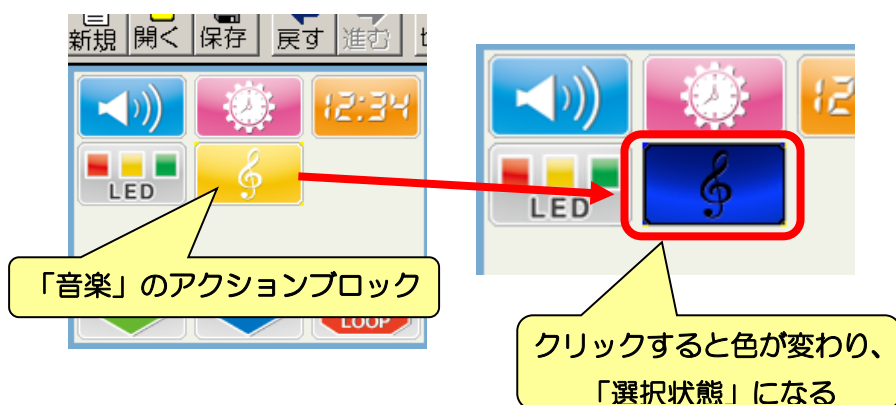 新規 開く 保存 戻す 進む
12:34
LED
「音楽」のアクションブロック
LOOP
12
LED
クリックすると色が変わり、
「選択状態」になる